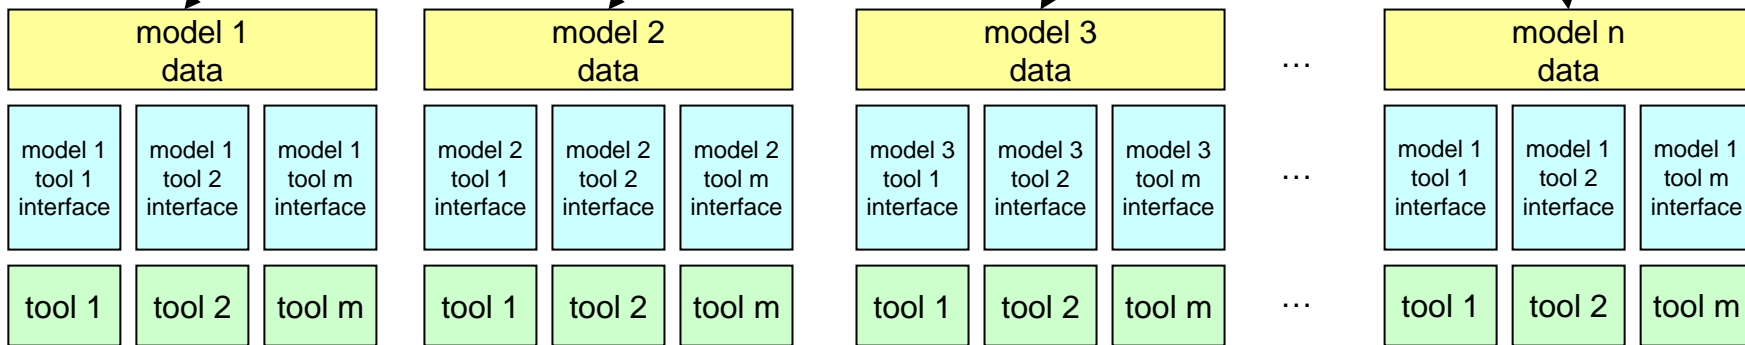 model 1
data
model 2
data
model 3
data
...
model n
data
model 1
tool 1
interface
model 1
tool 2
interface
model 1
tool m
interface
model 2
tool 1
interface
model 2
tool 2
interface
model 2
tool m
interface
model 3
tool 1
interface
model 3
tool 2
interface
model 3
tool m
interface
...
model 1
tool 1
interface
model 1
tool 2
interface
model 1
tool m
interface
tool 1
tool 2
tool m
tool 1
tool 2
tool m
tool 1
tool 2
tool m
...
tool 1
tool 2
tool m